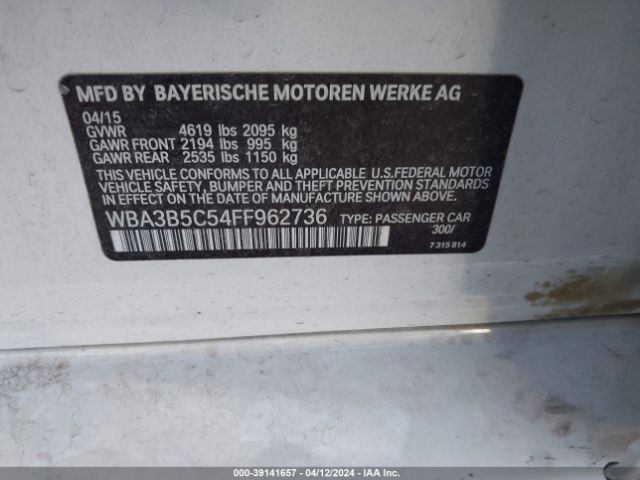 MFD BY BAYERISCHE MOTOREN WERKE AG
04/15
GVWR 4619 lbs 2095 kg
GAWR FRONT 2194 lbs 995 kg
GAWR REAR 2535 lbs 1150 kg
THIS VEHICLE CONFORMS TO ALL APPLICABLE U.S.FEDERAL MOTOR
VEHICLE SAFETY, BUMPER AND THEFT PREVENTION STANDARDS
IN EFFECT ON THE DATE OF MANUFACTURE SHOWN ABOVE.
WBA3B5C54FF962736 TYPE: PASSENGER CAR
300/
7 315 814
000-39141657 - 04/12/2024 - IAA Inc.